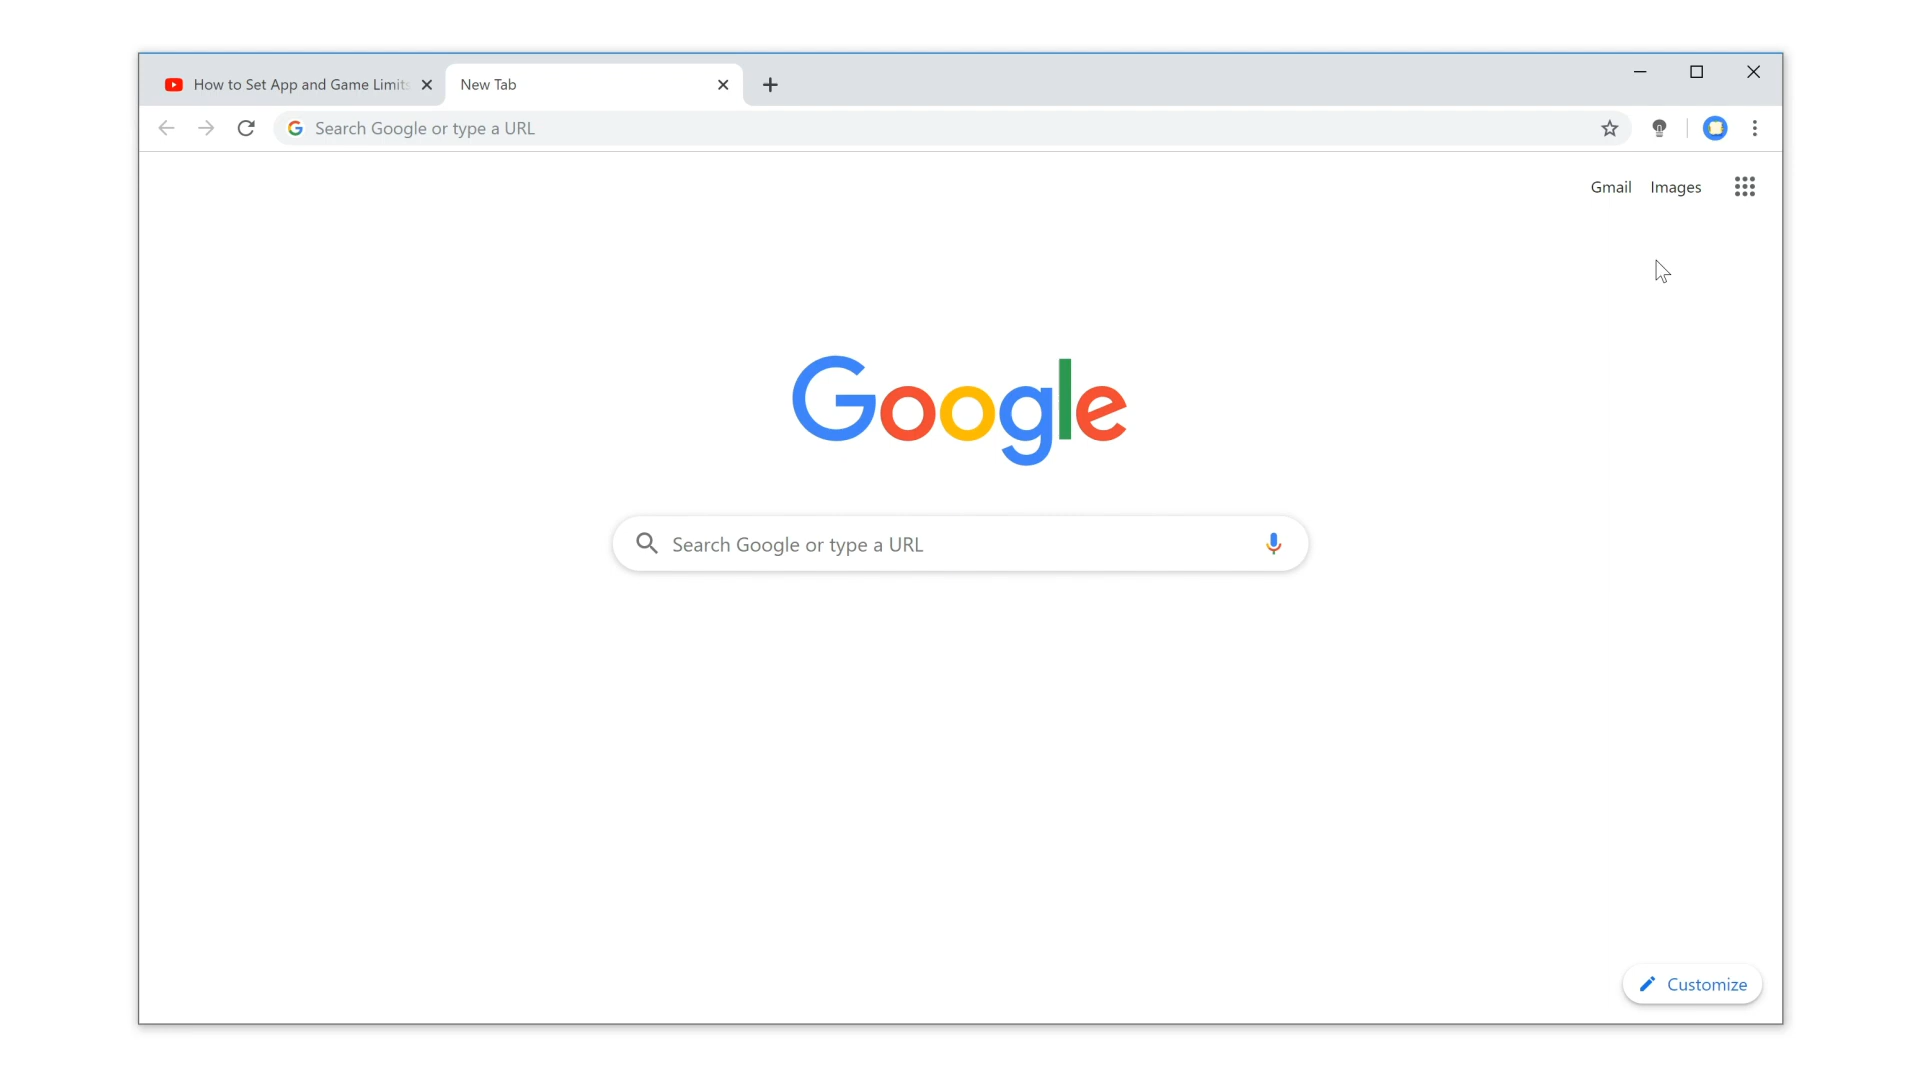 How to Set App and Game Limits
New Tab
Search Google or type a URL
Gmail Images
Google
Search Google or type a URL
Customize